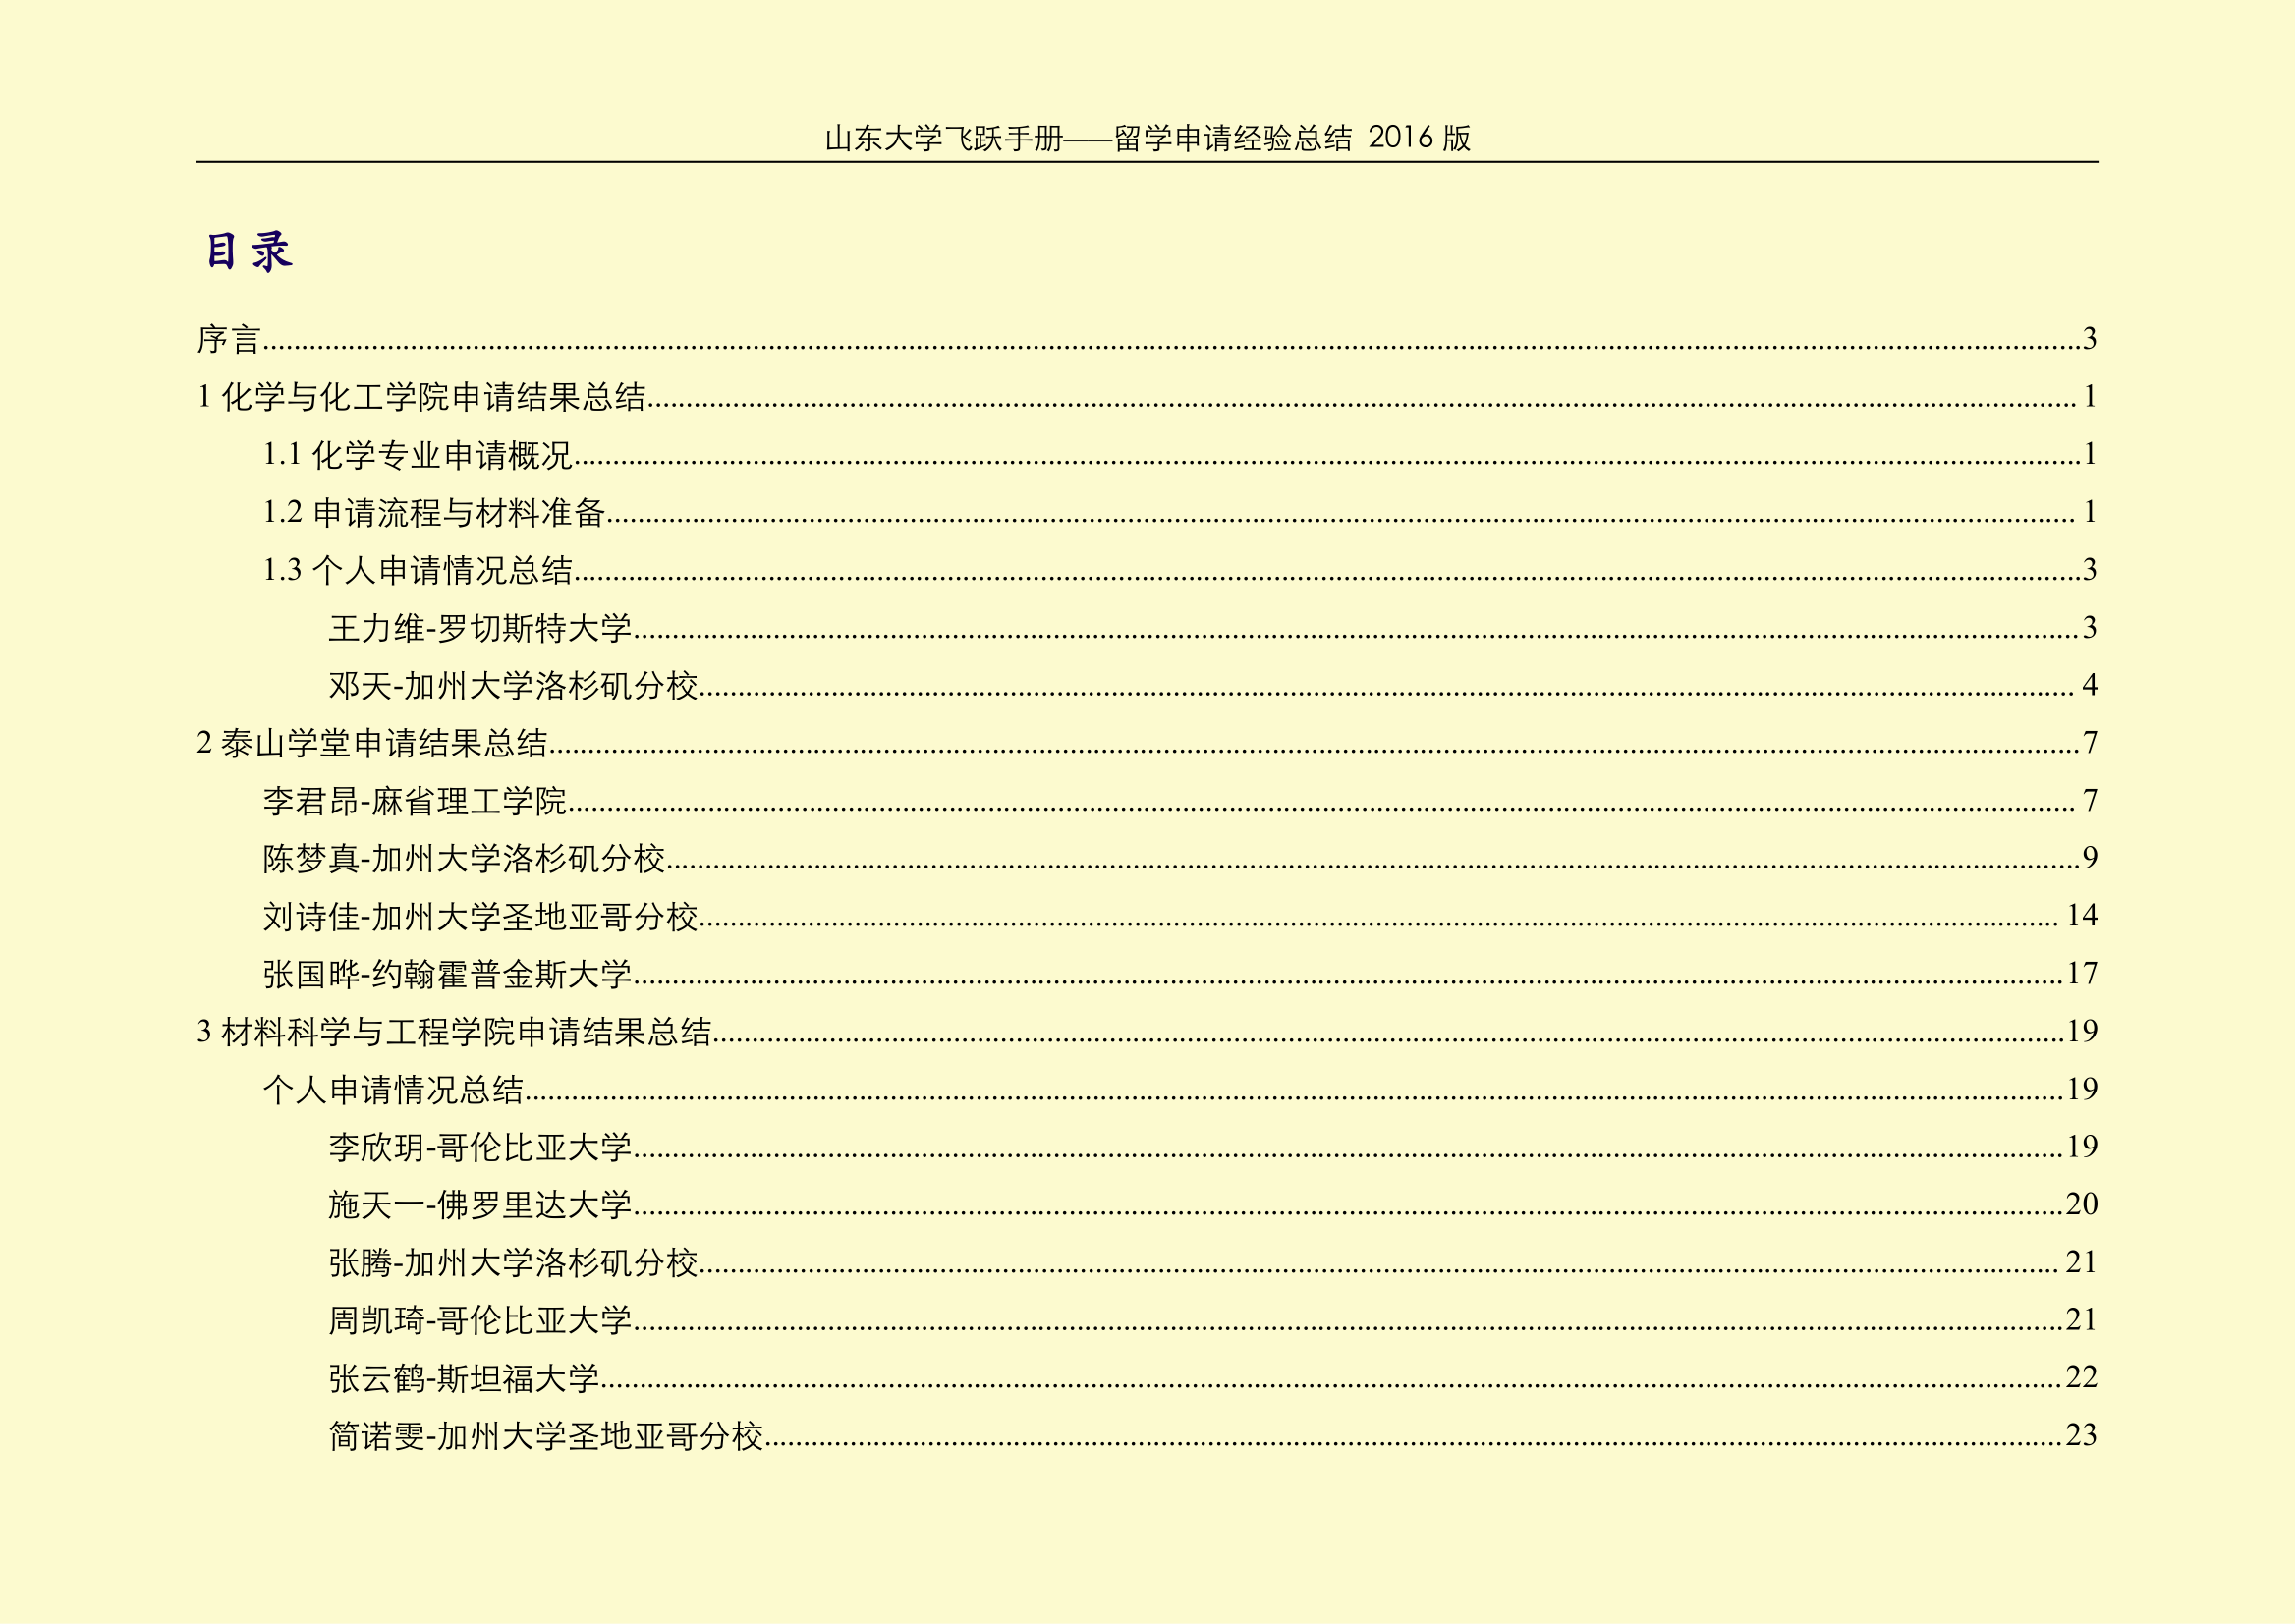 山东大学飞跃手册——留学申请经验总结 2016 版
目录
序言........................................3
1 化学与化工学院申请结果总结........................................1
1.1 化学专业申请概况........................................1
1.2 申请流程与材料准备........................................1
1.3 个人申请情况总结........................................3
王力维-罗切斯特大学........................................3
邓天-加州大学洛杉矶分校........................................4
2 泰山学堂申请结果总结........................................7
李君昂-麻省理工学院........................................7
陈梦真-加州大学洛杉矶分校........................................9
刘诗佳-加州大学圣地亚哥分校........................................14
张国晔-约翰霍普金斯大学........................................17
3 材料科学与工程学院申请结果总结........................................19
个人申请情况总结........................................19
李欣玥-哥伦比亚大学........................................19
施天一-佛罗里达大学........................................20
张腾-加州大学洛杉矶分校........................................21
周凯琦-哥伦比亚大学........................................21
张云鹤-斯坦福大学........................................22
简诺雯-加州大学圣地亚哥分校........................................23